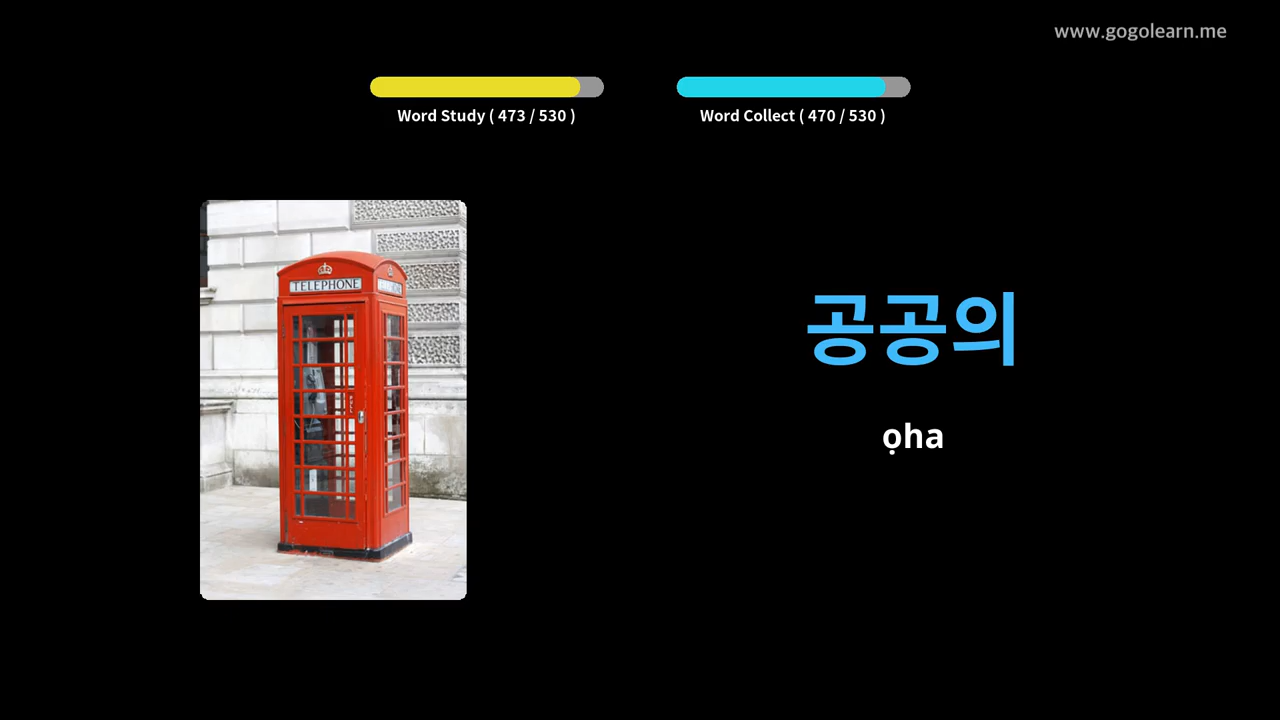 www.gogolearn.me
Word Study ( 473 / 530 )
Word Collect ( 470 / 530 )
TELEPHONE
공공의
ọha